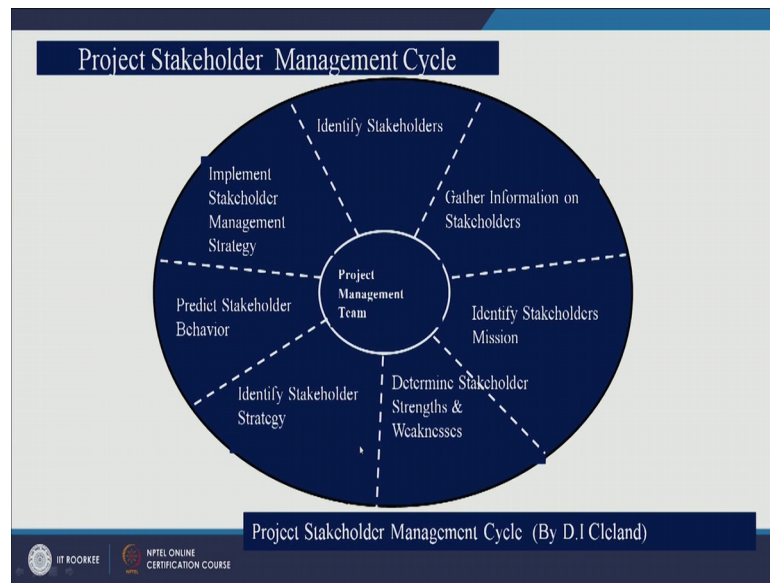 Project Stakeholder Management Cycle
Identify Stakeholders
Gather Information on
Stakeholders
Identify Stakeholders
Mission
Determine Stakeholder
Strengths &
Weaknesses
Identify Stakeholder
Strategy
Predict Stakeholder
Behavior
Implement
Stakeholder
Management
Strategy
Project
Management
Team
Project Stakeholder Management Cycle (By D.I Cleland)
IIT ROORKEE
NPTEL ONLINE
CERTIFICATION COURSE